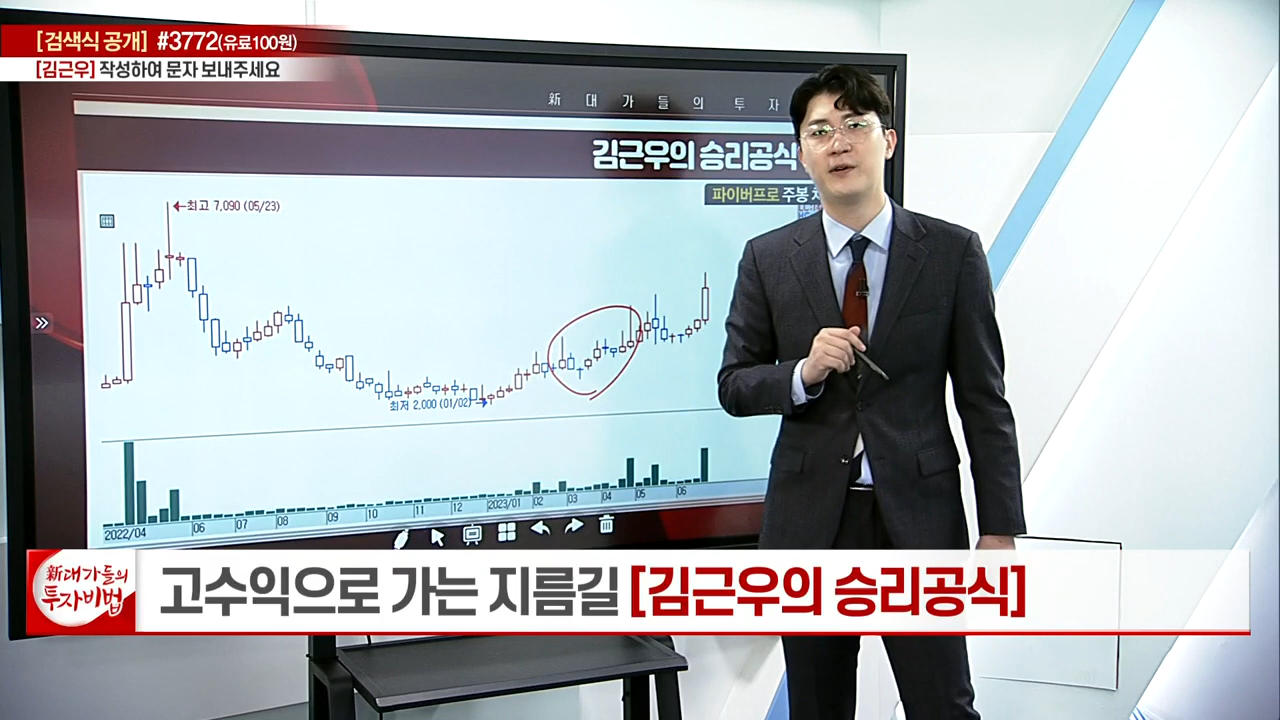 [검색식 공개] #3772(유료100원)
[김근우] 작성하여 문자 보내주세요
新 대 가 들 의 투 자
김근우의 승리공식
파이버프로 주봉 차
최고 7,090 (05/23)
최저 2,000 (01/02)
2022/04 06 07 08 09 10 11 12 2023/01 02 03 04 05 06
新대가들의
투자비법
고수익으로 가는 지름길 [김근우의 승리공식]